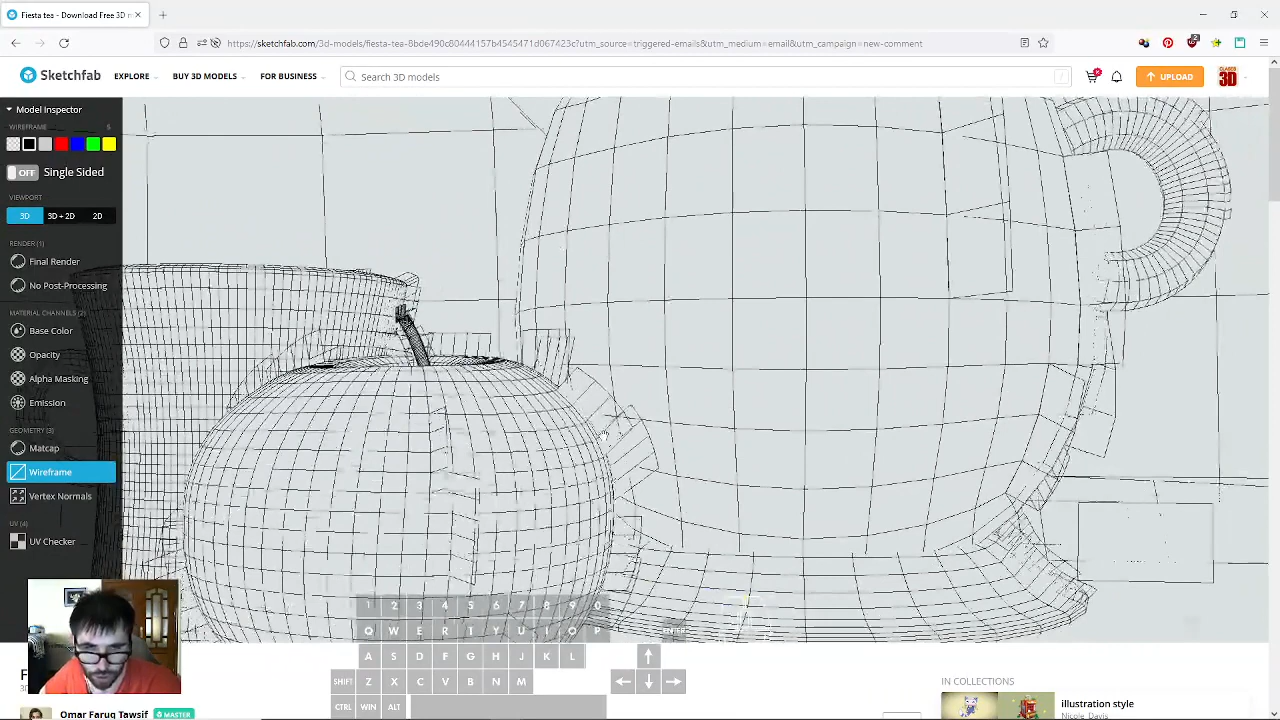 Fiesta tea - Download Free 3D m
https://sketchfab.com/3d-models/fiesta-tea-
?utm_source=triggered-emails&utm_medium=email&utm_campaign=new-comment
Sketchfab
EXPLORE
BUY 3D MODELS
FOR BUSINESS
Search 3D models
/
UPLOAD
3D
Model Inspector
WIREFRAME
5
OFF Single Sided
VIEWPORT
3D 3D + 2D 2D
RENDER (1)
Final Render
No Post-Processing
MATERIAL CHANNELS (2)
Base Color
Opacity
Alpha Masking
Emission
GEOMETRY (3)
Matcap
Wireframe
Vertex Normals
UV (4)
UV Checker
1 2 3 4 5 6 7 8 9 0
Q W E R T Y U I O P
ENTER
A S D F G H J K L
SHIFT Z X C V B N M
CTRL WIN ALT
IN COLLECTIONS
illustration style
Nicole_Davis
Omar Faruq Tawsif MASTER